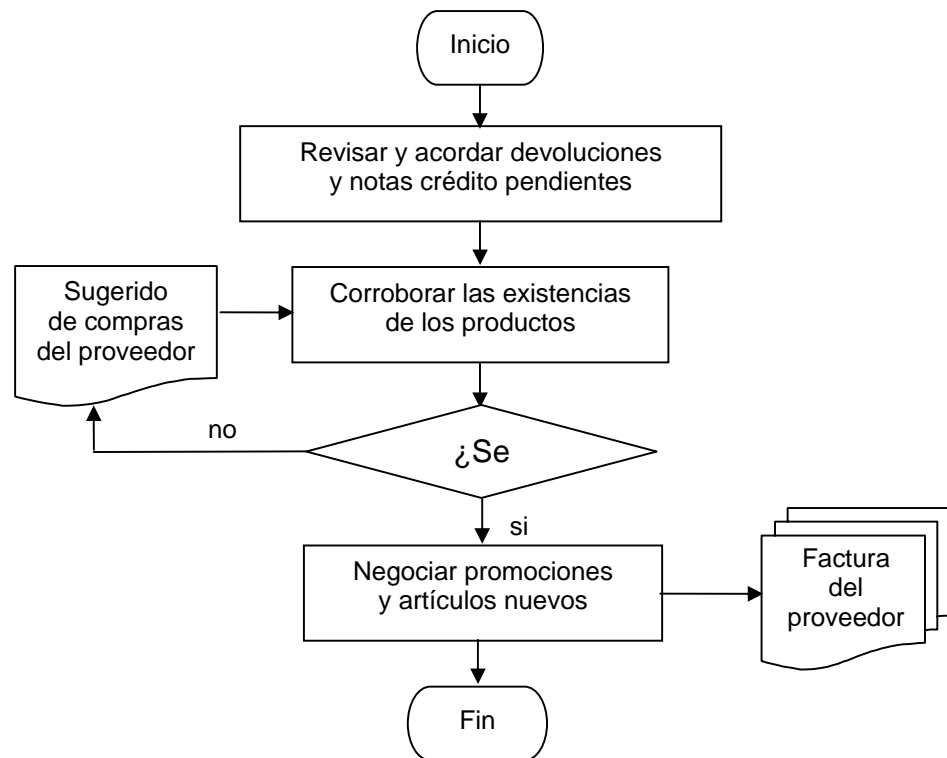 Inicio
Revisar y acordar devoluciones
y notas crédito pendientes
Sugerido
de compras
del proveedor
Corroborar las existencias
de los productos
no
¿Se
si
Negociar promociones
y artículos nuevos
Factura
del
proveedor
Fin